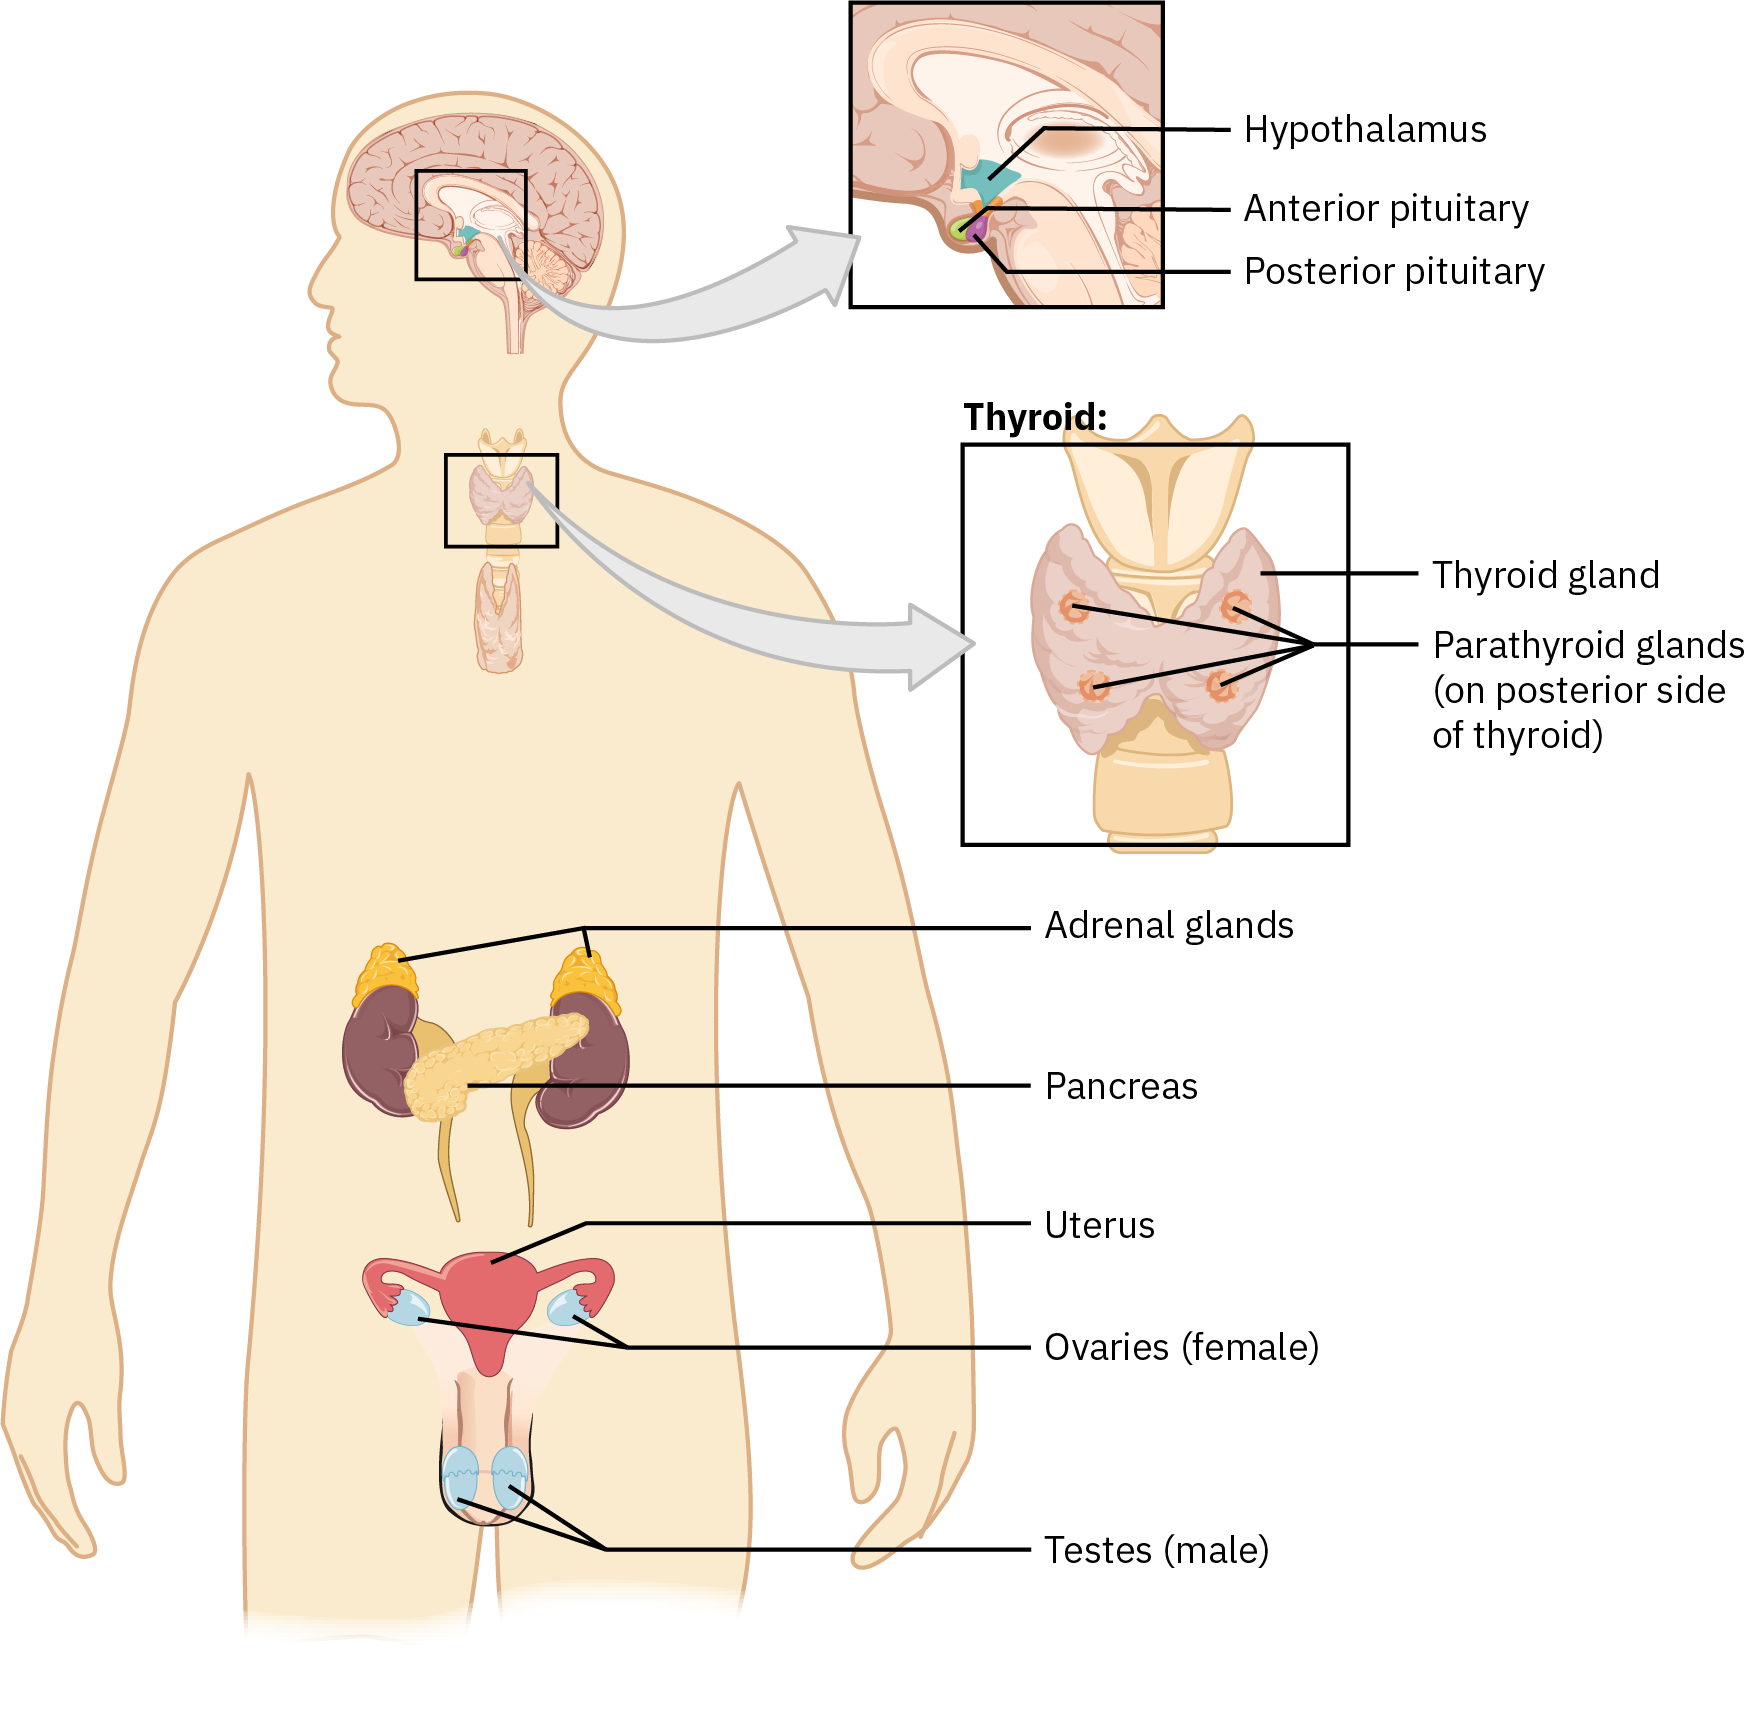 Hypothalamus
Anterior pituitary
Posterior pituitary
Thyroid:
Thyroid gland
Parathyroid glands
(on posterior side
of thyroid)
Adrenal glands
Pancreas
Uterus
Ovaries (female)
Testes (male)